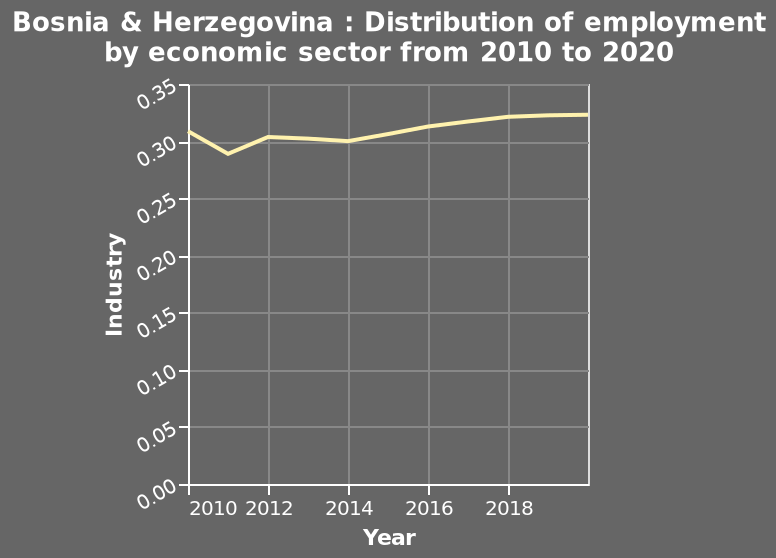 Bosnia & Herzegovina : Distribution of employment
by economic sector from 2010 to 2020
0.35
0.30
0.25
0.20
0.15
0.10
0.05
0.00
Industry
2010 2012 2014 2016 2018
Year